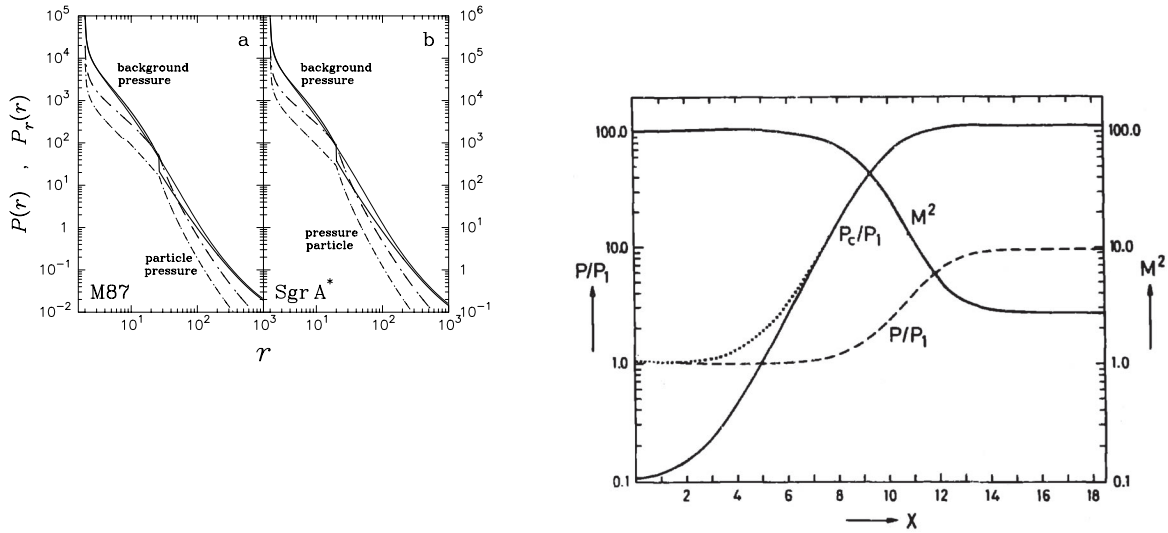 10^5
10^4
10^3
10^2
10^1
1
10^-1
10^-2
P(r) , P_r(r)
a
background
pressure
particle
pressure
M87
10^1
10^2
10^3
b
background
pressure
pressure
particle
Sgr A*
10^1
10^2
10^3
10^6
10^5
10^4
10^3
10^2
10^1
1
10^-1
r
100.0
10.0
P/P_1
1.0
0.1
P_c/P_1
M^2
P/P_1
100.0
10.0
M^2
1.0
0.1
2 4 6 8 10 12 14 16 18
X